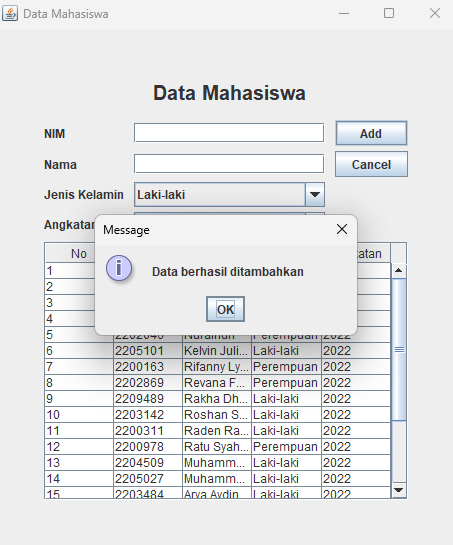 Data Mahasiswa
Data Mahasiswa
NIM Add
Nama Cancel
Jenis Kelamin Laki-laki
Angkatan
Message
Data berhasil ditambahkan
OK
No
1
2
3
4
5 Perempuan 2022
6 2205101 Kelvin Juli... Laki-laki 2022
7 2200163 Rifanny Ly... Perempuan 2022
8 2202869 Revana F... Perempuan 2022
9 2209489 Rakha Dh... Laki-laki 2022
10 2203142 Roshan S... Laki-laki 2022
11 2200311 Raden Ra... Laki-laki 2022
12 2200978 Ratu Syah... Perempuan 2022
13 2204509 Muhamm... Laki-laki 2022
14 2205027 Muhamm... Laki-laki 2022
15 2203484 Arya Aydin Laki-laki 2022